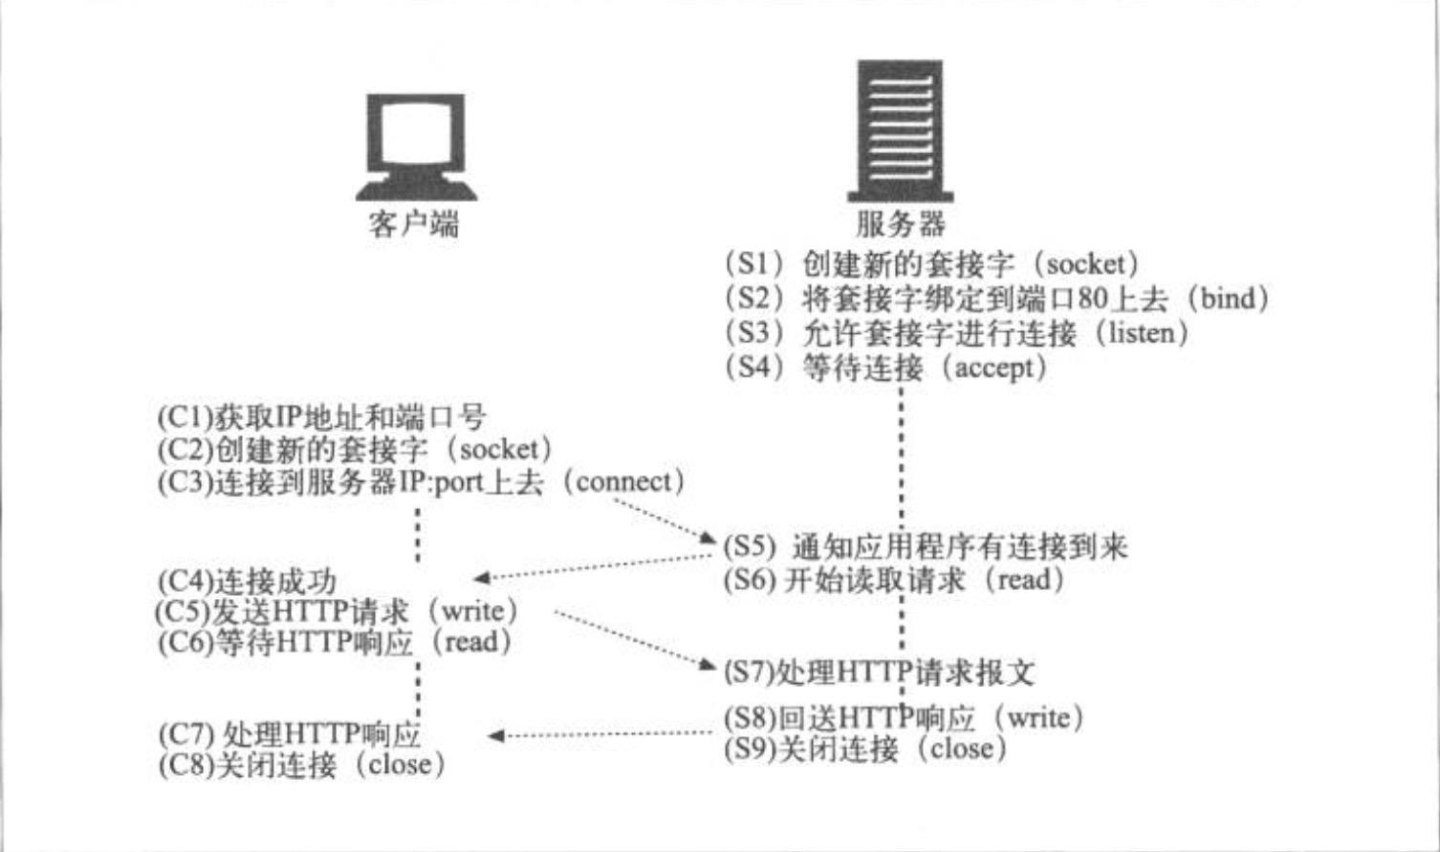 客户端
服务器
(S1) 创建新的套接字（socket）
(S2) 将套接字绑定到端口80上去（bind）
(S3) 允许套接字进行连接（listen）
(S4) 等待连接（accept）
(C1)获取IP地址和端口号
(C2)创建新的套接字（socket）
(C3)连接到服务器IP:port上去（connect）
(S5) 通知应用程序有连接到来
(S6) 开始读取请求（read）
(C4)连接成功
(C5)发送HTTP请求（write）
(C6)等待HTTP响应（read）
(S7)处理HTTP请求报文
(S8)回送HTTP响应（write）
(S9)关闭连接（close）
(C7) 处理HTTP响应
(C8)关闭连接（close）